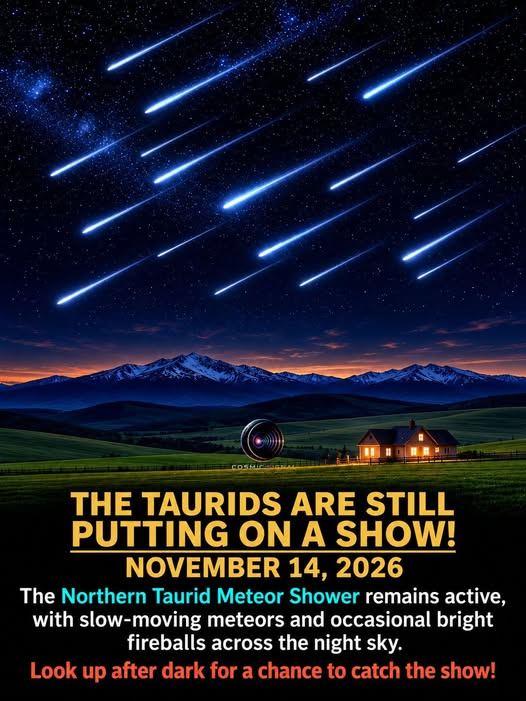 THE TAURIDS ARE STILL
PUTTING ON A SHOW!
NOVEMBER 14, 2026
The Northern Taurid Meteor Shower remains active,
with slow-moving meteors and occasional bright
fireballs across the night sky.
Look up after dark for a chance to catch the show!